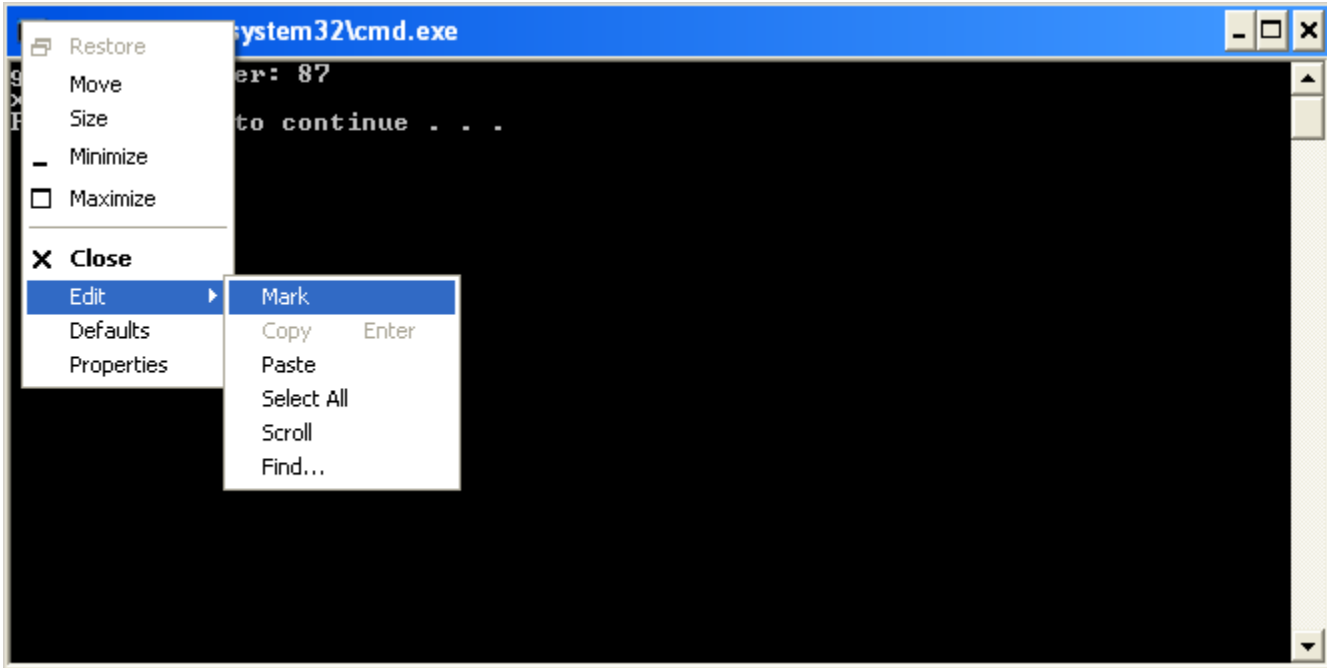 ystem32\cmd.exe
er: 87
to continue . . .
Restore
Move
Size
Minimize
Maximize
Close
Edit
Defaults
Properties
Mark
Copy Enter
Paste
Select All
Scroll
Find...